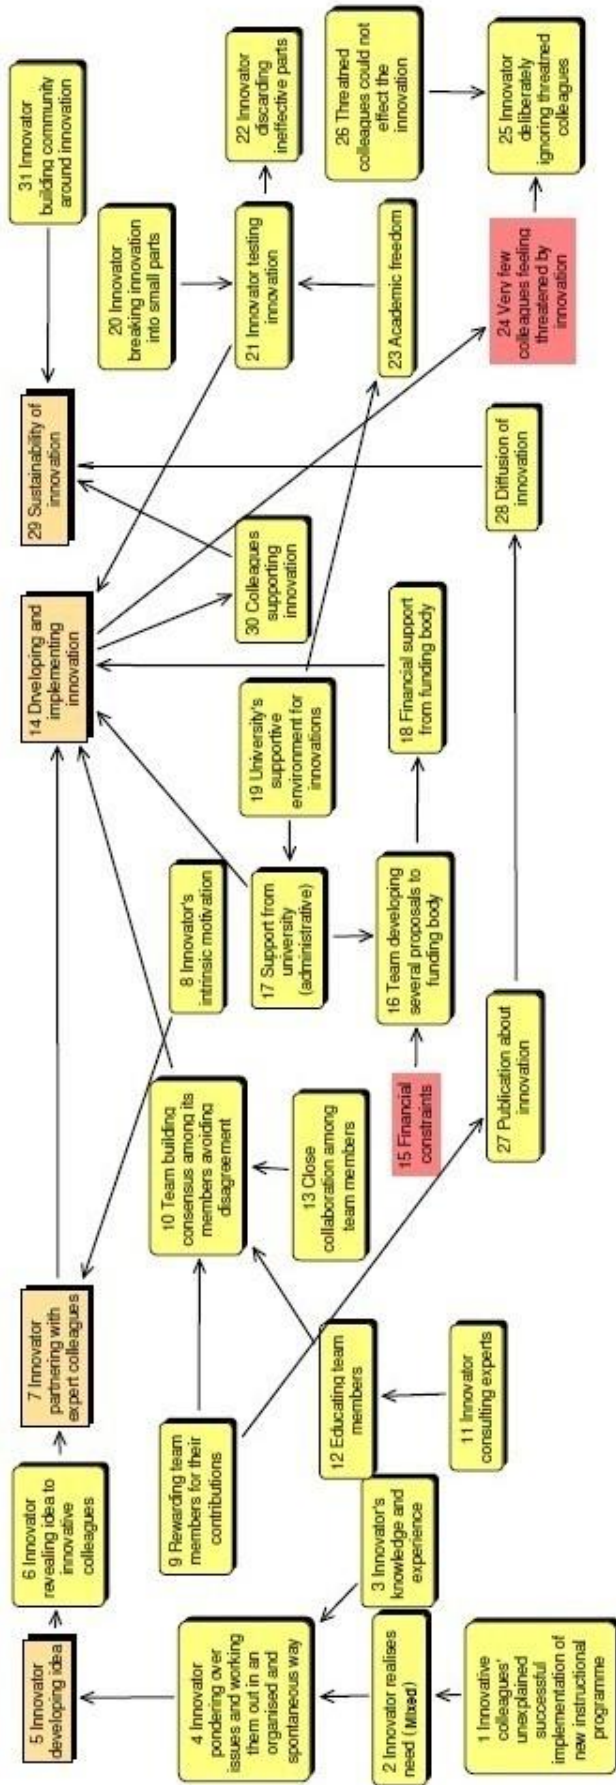 5 Innovator
developing idea
6 Innovator
revealing idea to
innovative
colleagues
7 Innovator
partnering with
expert colleagues
14 Drveloping and
implementing
innovation
29 Sustainability of
innovation
31 Innovator
building community
around innovation
4 Innovator
pondering over
issues and working
them out in an
organised and
spontaneous way
9 Rewarding team
members for their
contributions
10 Team building
consensus among its
members avoiding
disagreement
8 Innovator's
intrinsic motivation
20 Innovator
breaking innovation
into small parts
3 Innovator's
knowledge and
experience
12 Educating team
members
13 Close
collaboration among
team members
17 Support from
university
(administrative)
19 University's
supportive
environment for
innovations
30 Colleagues
supporting
innovation
21 Innovator testing
innovation
22 Innovator
discarding
ineffective parts
2 Innovator realises
need (Mixed)
11 Innovator
consulting experts
15 Financial
constraints
16 Team developing
several proposals to
funding body
18 Financial support
from funding body
23 Academic freedom
26 Threatned
colleagues could not
effect the
innovation
1 Innovative
colleagues'
unexplained
successful
implementation of
new instructional
programme
27 Publication about
innovation
28 Diffusion of
innovation
24 Very few
colleagues feeling
threatened by
innovation
25 Innovator
deliberately
ignoring threatned
colleagues